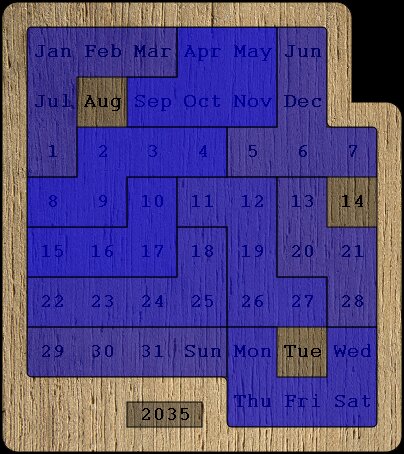 Jan Feb Mar Apr May Jun
Jul Aug Sep Oct Nov Dec
1 2 3 4 5 6 7
8 9 10 11 12 13 14
15 16 17 18 19 20 21
22 23 24 25 26 27 28
29 30 31 Sun Mon Tue Wed
Thu Fri Sat
2035